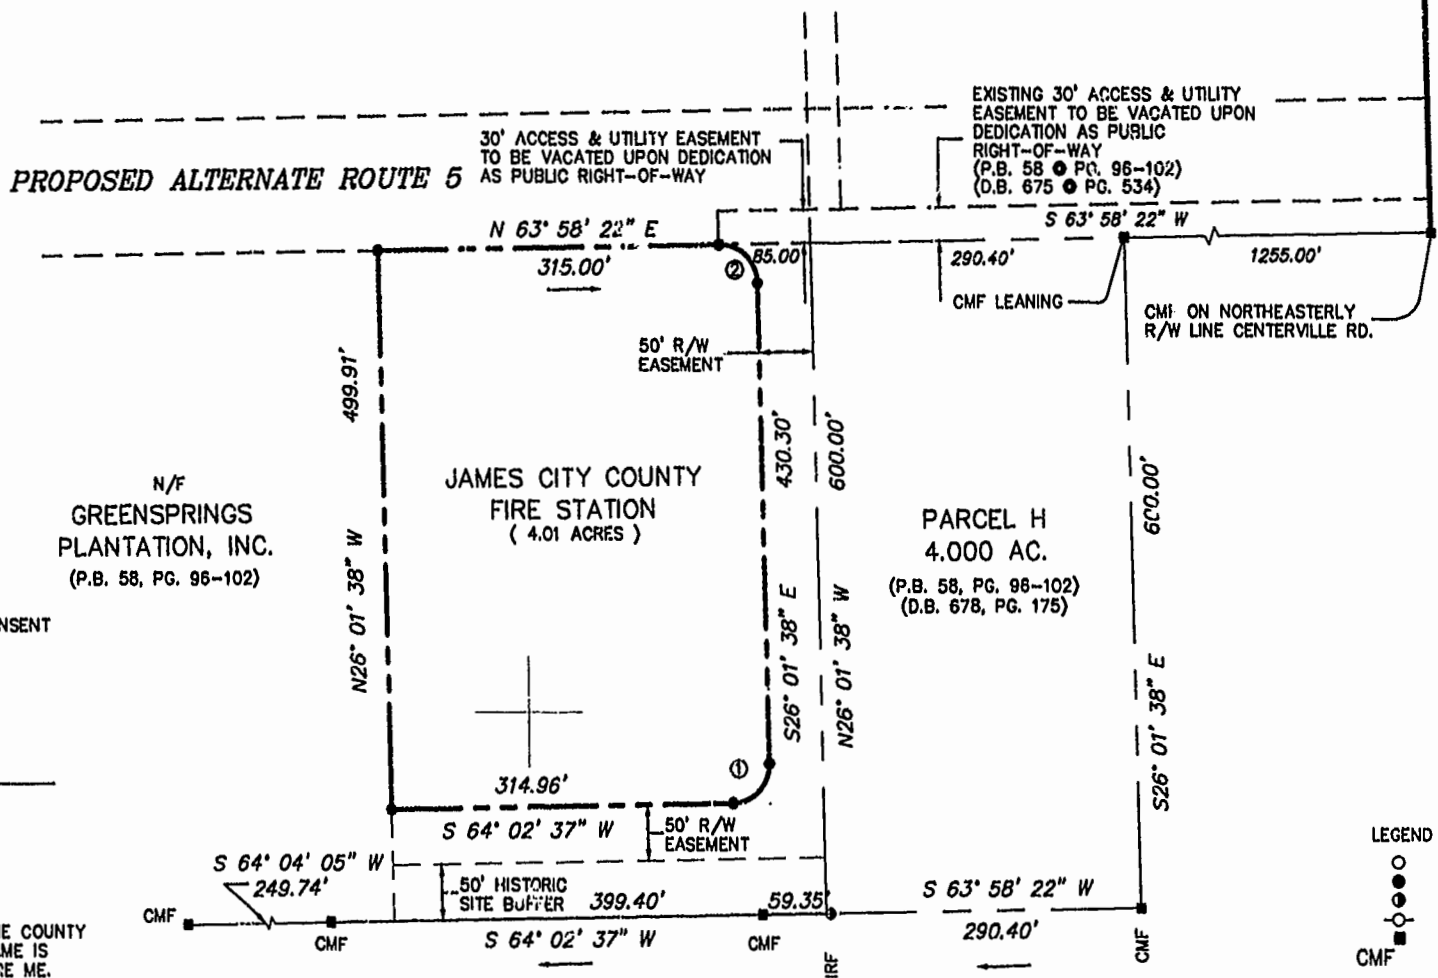 PROPOSED ALTERNATE ROUTE 5
30' ACCESS & UTILITY EASEMENT
TO BE VACATED UPON DEDICATION
AS PUBLIC RIGHT-OF-WAY
EXISTING 30' ACCESS & UTILITY
EASEMENT TO BE VACATED UPON
DEDICATION AS PUBLIC
RIGHT-OF-WAY
(P.B. 58 @ PG. 96-102)
(D.B. 675 @ PG. 534)
N 63° 58' 22" E
315.00'
②
85.00'
S 63° 58' 22" W
290.40'
1255.00'
CMF LEANING
CMF ON NORTHEASTERLY
R/W LINE CENTERVILLE RD.
50' R/W
EASEMENT
499.91'
N26° 01' 38" W
N/F
GREENSPRINGS
PLANTATION, INC.
(P.B. 58, PG. 96-102)
JAMES CITY COUNTY
FIRE STATION
( 4.01 ACRES )
430.30'
S26° 01' 38" E
600.00'
N26° 01' 38" W
PARCEL H
4.000 AC.
(P.B. 58, PG. 96-102)
(D.B. 678, PG. 175)
600.00'
S26° 01' 38" E
NSENT
①
314.96'
S 64° 02' 37" W
50' R/W
EASEMENT
S 64° 04' 05" W
249.74'
50' HISTORIC
SITE BUFFER
399.40'
59.35'
S 63° 58' 22" W
290.40'
CMF
CMF
S 64° 02' 37" W
CMF
IRF
CMF
LEGEND
CMF
E COUNTY
ME IS
CE ME.